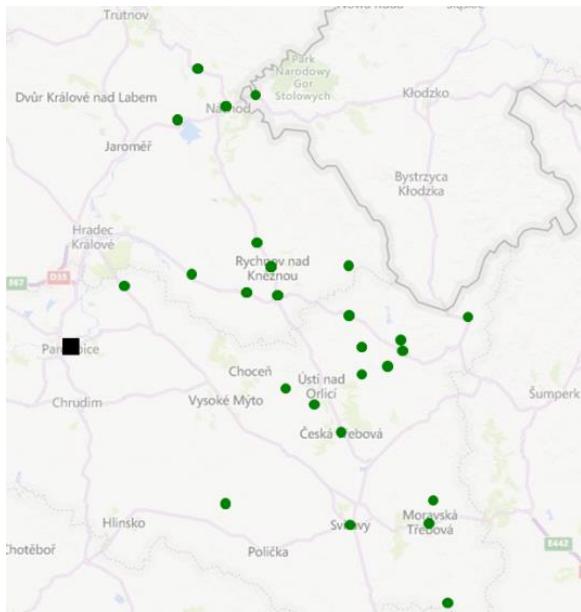 Trutnov
Park
Narodowy
Gór
Stołowych
Kłodzko
Dvůr Králové nad Labem
Náchod
Jaroměř
Bystrzyca
Kłodzka
Hradec
Králové
Rychnov nad
Kněžnou
E67
D35
Pardubice
Choceň
Ústí nad
Orlicí
Vysoké Mýto
Chrudim
Šumperk
Česká Třebová
Hlinsko
Svitavy
Moravská
Třebová
Chotěboř
Polička
E442